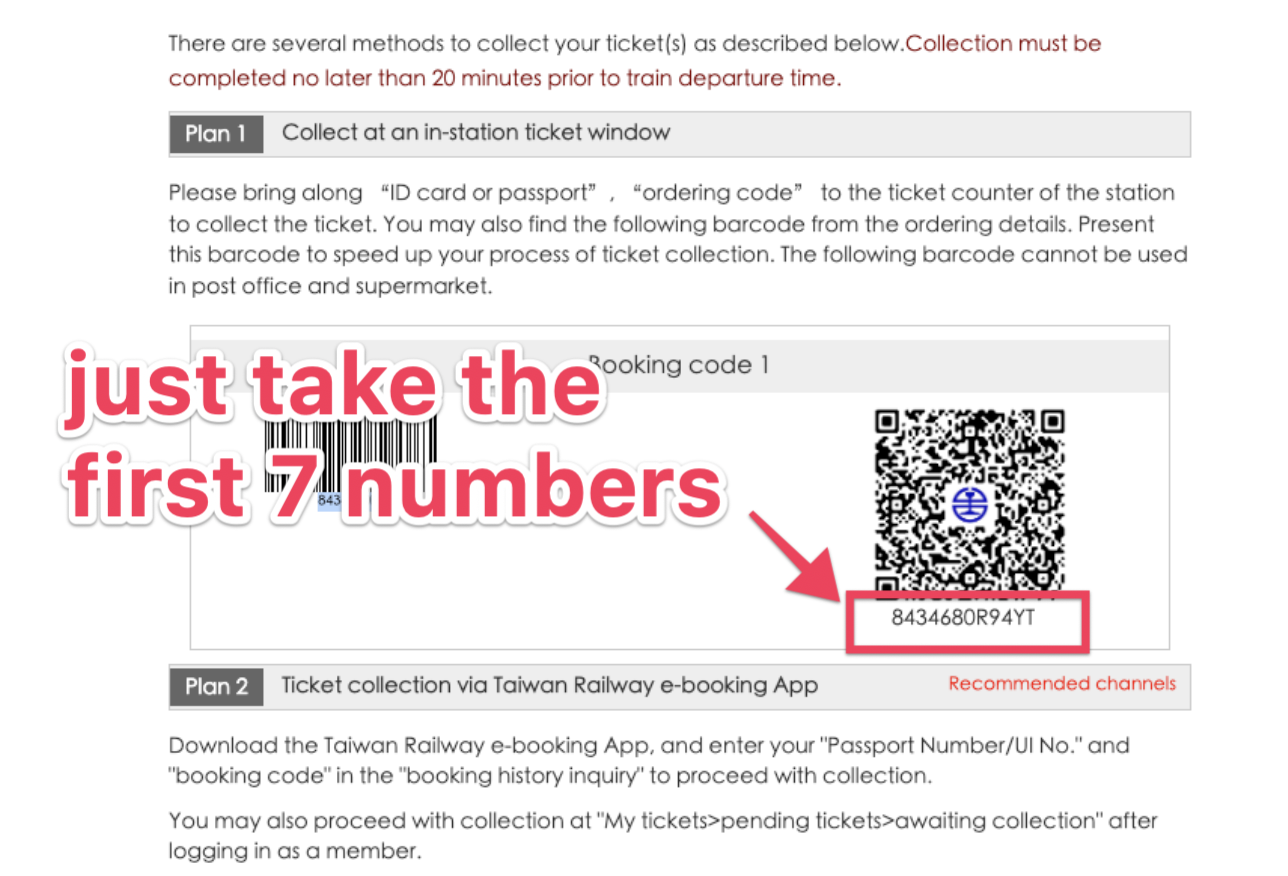 There are several methods to collect your ticket(s) as described below.Collection must be
completed no later than 20 minutes prior to train departure time.
Plan 1 Collect at an in-station ticket window
Please bring along “ID card or passport” , “ordering code” to the ticket counter of the station
to collect the ticket. You may also find the following barcode from the ordering details. Present
this barcode to speed up your process of ticket collection. The following barcode cannot be used
in post office and supermarket.
Booking code 1
just take the
first 7 numbers
843
8434680R94YT
Plan 2 Ticket collection via Taiwan Railway e-booking App Recommended channels
Download the Taiwan Railway e-booking App, and enter your "Passport Number/UI No." and
"booking code" in the "booking history inquiry" to proceed with collection.
You may also proceed with collection at "My tickets>pending tickets>awaiting collection" after
logging in as a member.